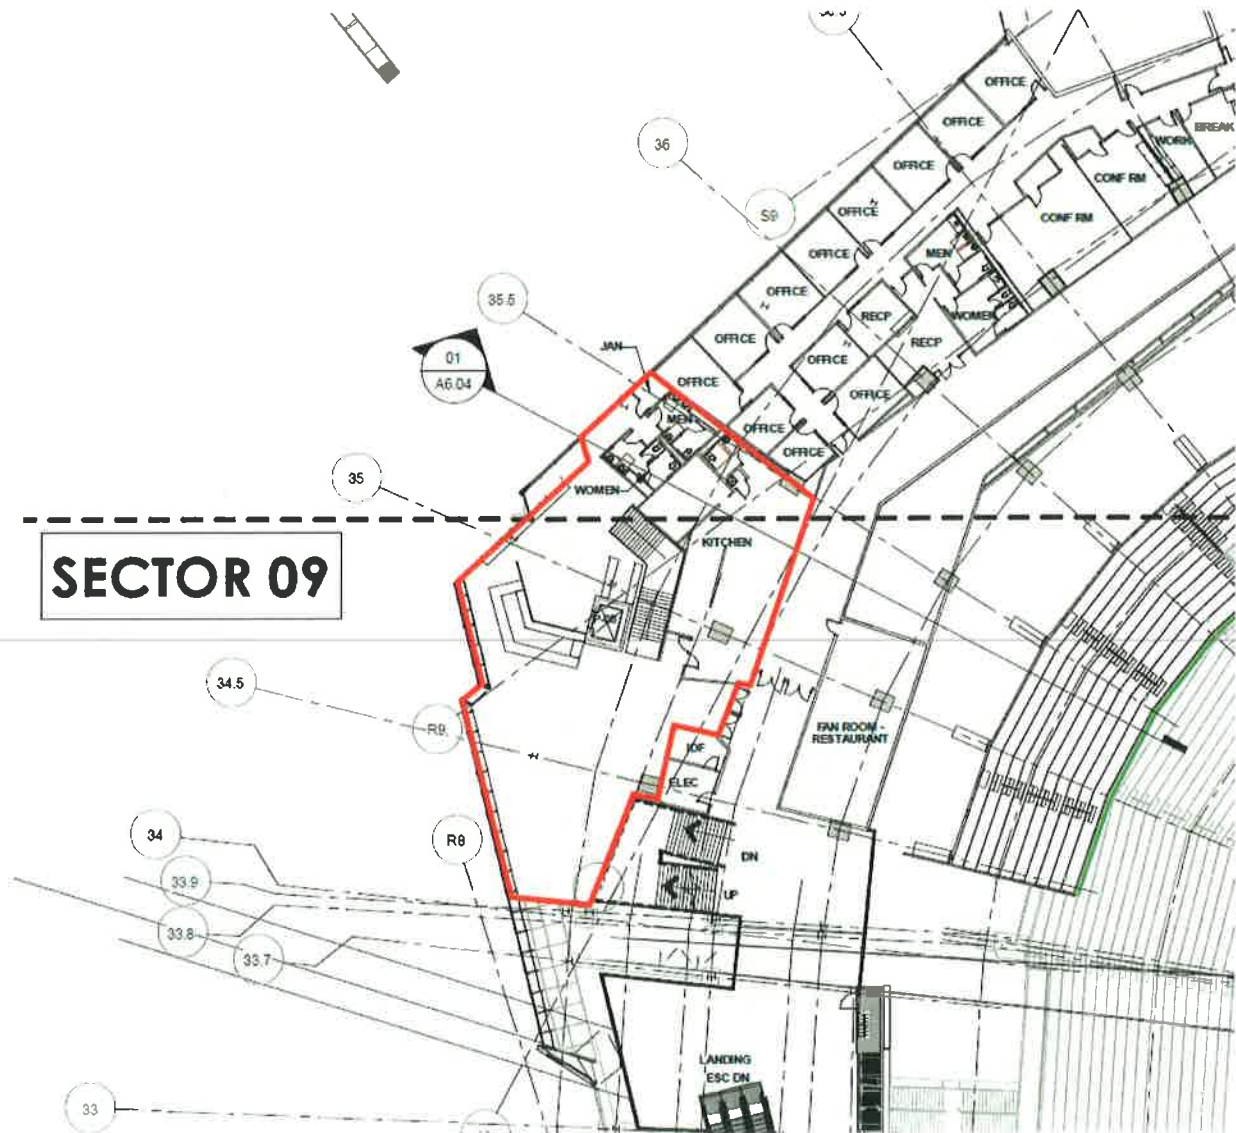 36
OFFICE
OFFICE
OFFICE
OFFICE
OFFICE
OFFICE
OFFICE
OFFICE
WORK
BREAK
CONF RM
CONF RM
S9
MEN
WOMEN
RECP
RECP
35.5
01
A6.04
JAN
OFFICE
OFFICE
OFFICE
OFFICE
MEN
WOMEN
35
KITCHEN
SECTOR 09
34.5
R9
FAN ROOM -
RESTAURANT
IDF
ELEC
34
R8
DN
UP
33.9
33.8
33.7
LANDING
ESC DN
33